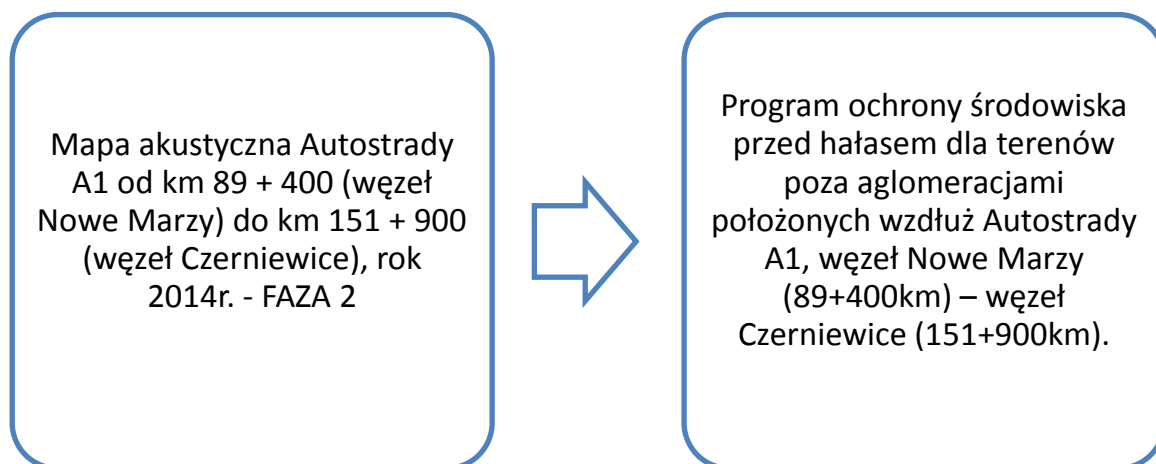 Mapa akustyczna Autostrady
A1 od km 89 + 400 (węzeł
Nowe Marzy) do km 151 + 900
(węzeł Czerniewice), rok
2014r. - FAZA 2
Program ochrony środowiska
przed hałasem dla terenów
poza aglomeracjami
położonych wzdłuż Autostrady
A1, węzeł Nowe Marzy
(89+400km) – węzeł
Czerniewice (151+900km).